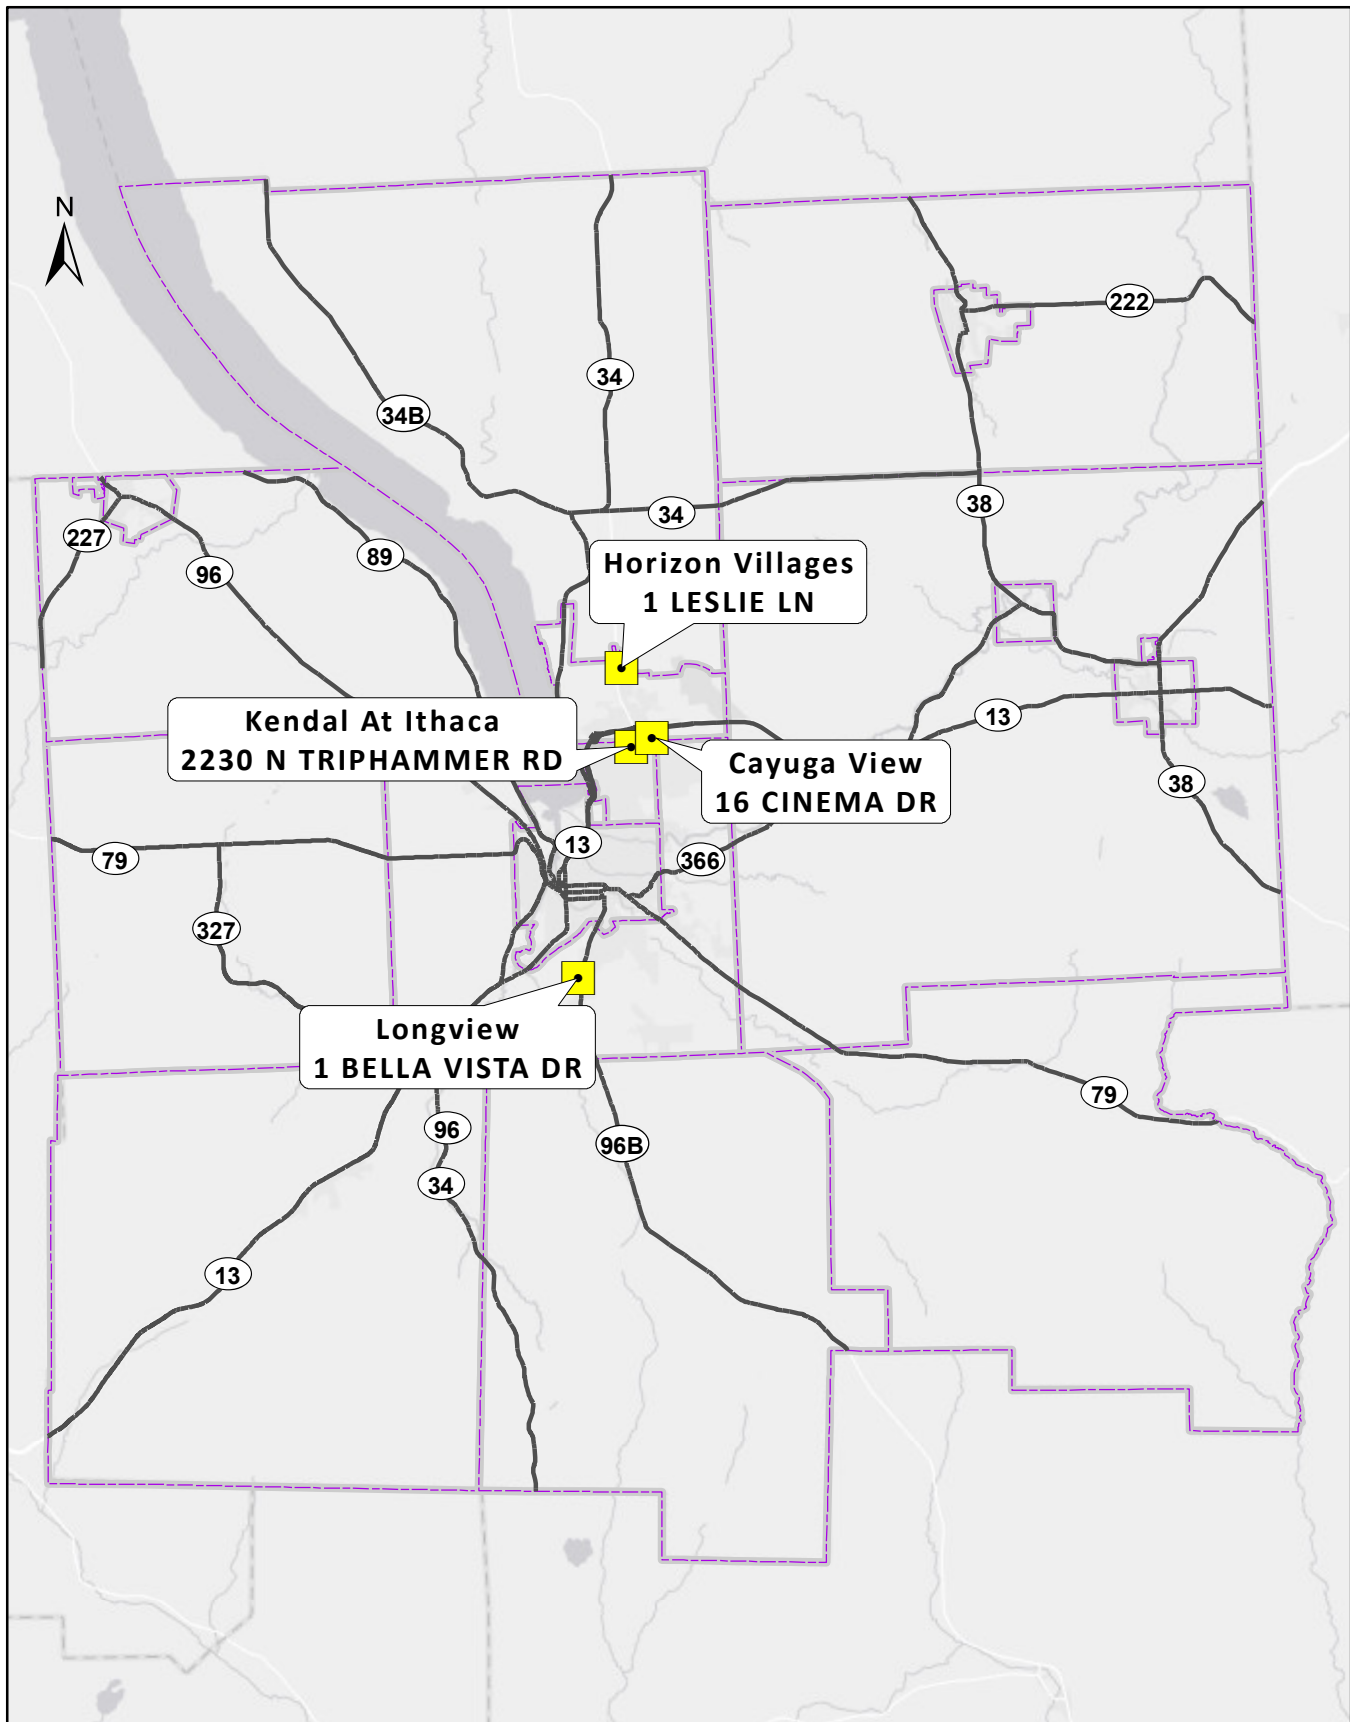 N
222
34
34B
34
38
227
89
96
Horizon Villages
1 LESLIE LN
Kendal At Ithaca
2230 N TRIPHAMMER RD
13
Cayuga View
16 CINEMA DR
38
13
79
366
327
Longview
1 BELLA VISTA DR
79
96
96B
34
13